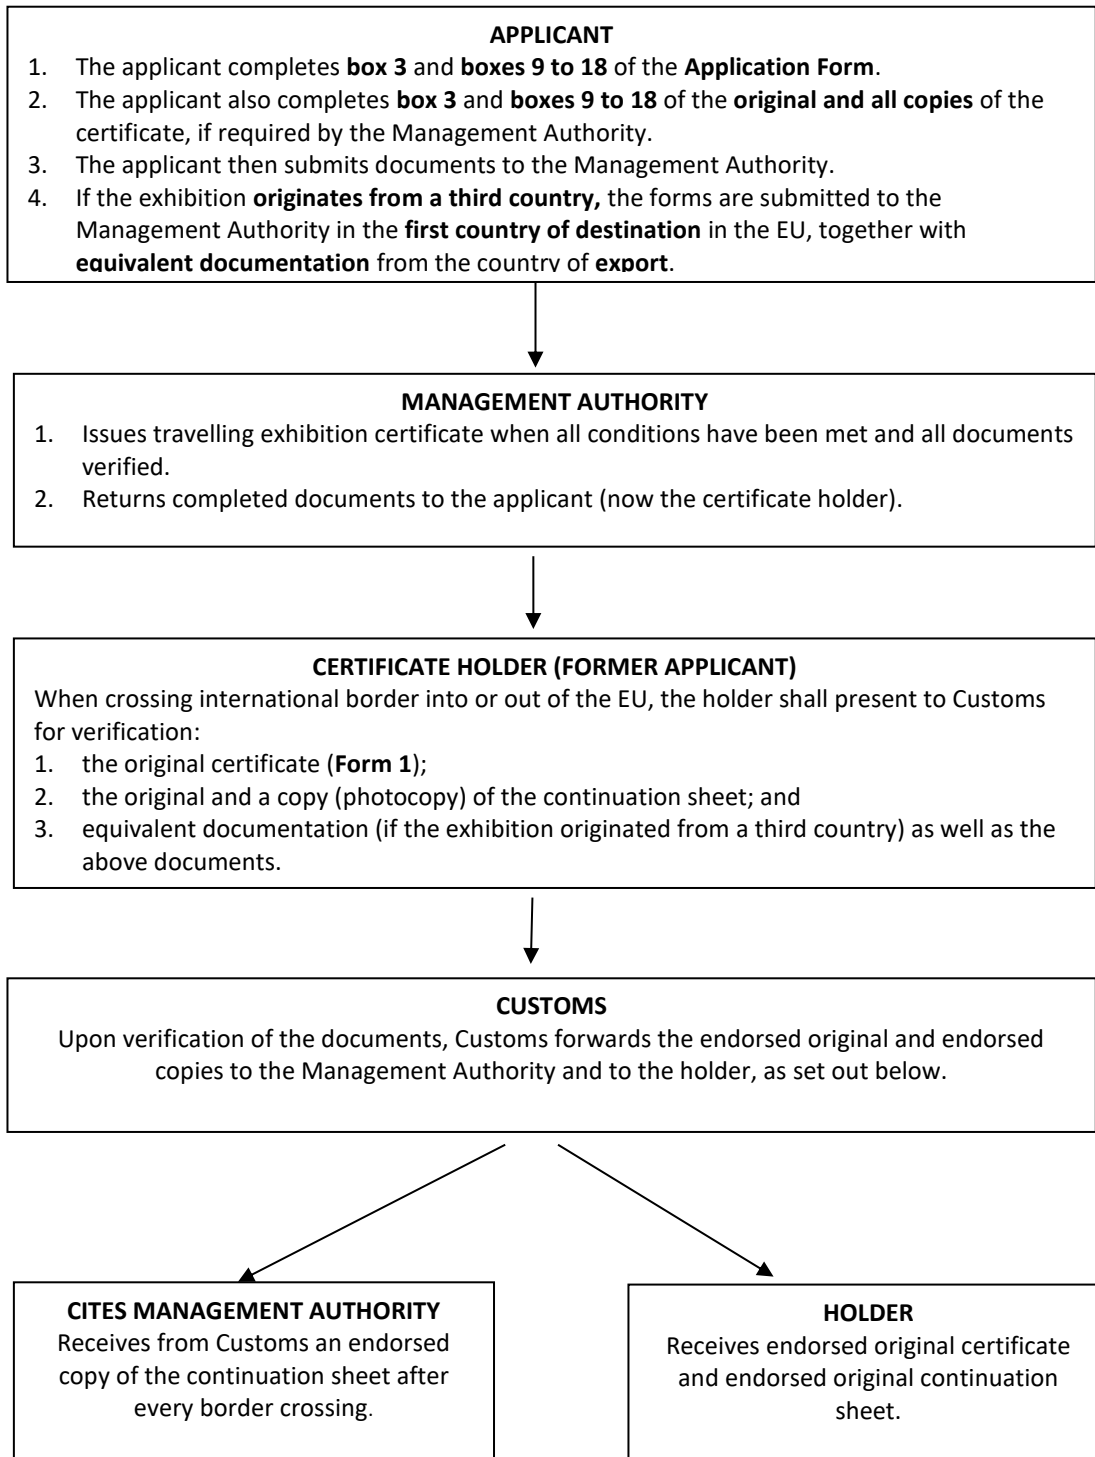 APPLICANT
1. The applicant completes box 3 and boxes 9 to 18 of the Application Form.
2. The applicant also completes box 3 and boxes 9 to 18 of the original and all copies of the
certificate, if required by the Management Authority.
3. The applicant then submits documents to the Management Authority.
4. If the exhibition originates from a third country, the forms are submitted to the
Management Authority in the first country of destination in the EU, together with
equivalent documentation from the country of export.
MANAGEMENT AUTHORITY
1. Issues travelling exhibition certificate when all conditions have been met and all documents
verified.
2. Returns completed documents to the applicant (now the certificate holder).
CERTIFICATE HOLDER (FORMER APPLICANT)
When crossing international border into or out of the EU, the holder shall present to Customs
for verification:
1. the original certificate (Form 1);
2. the original and a copy (photocopy) of the continuation sheet; and
3. equivalent documentation (if the exhibition originated from a third country) as well as the
above documents.
CUSTOMS
Upon verification of the documents, Customs forwards the endorsed original and endorsed
copies to the Management Authority and to the holder, as set out below.
CITES MANAGEMENT AUTHORITY
Receives from Customs an endorsed
copy of the continuation sheet after
every border crossing.
HOLDER
Receives endorsed original certificate
and endorsed original continuation
sheet.